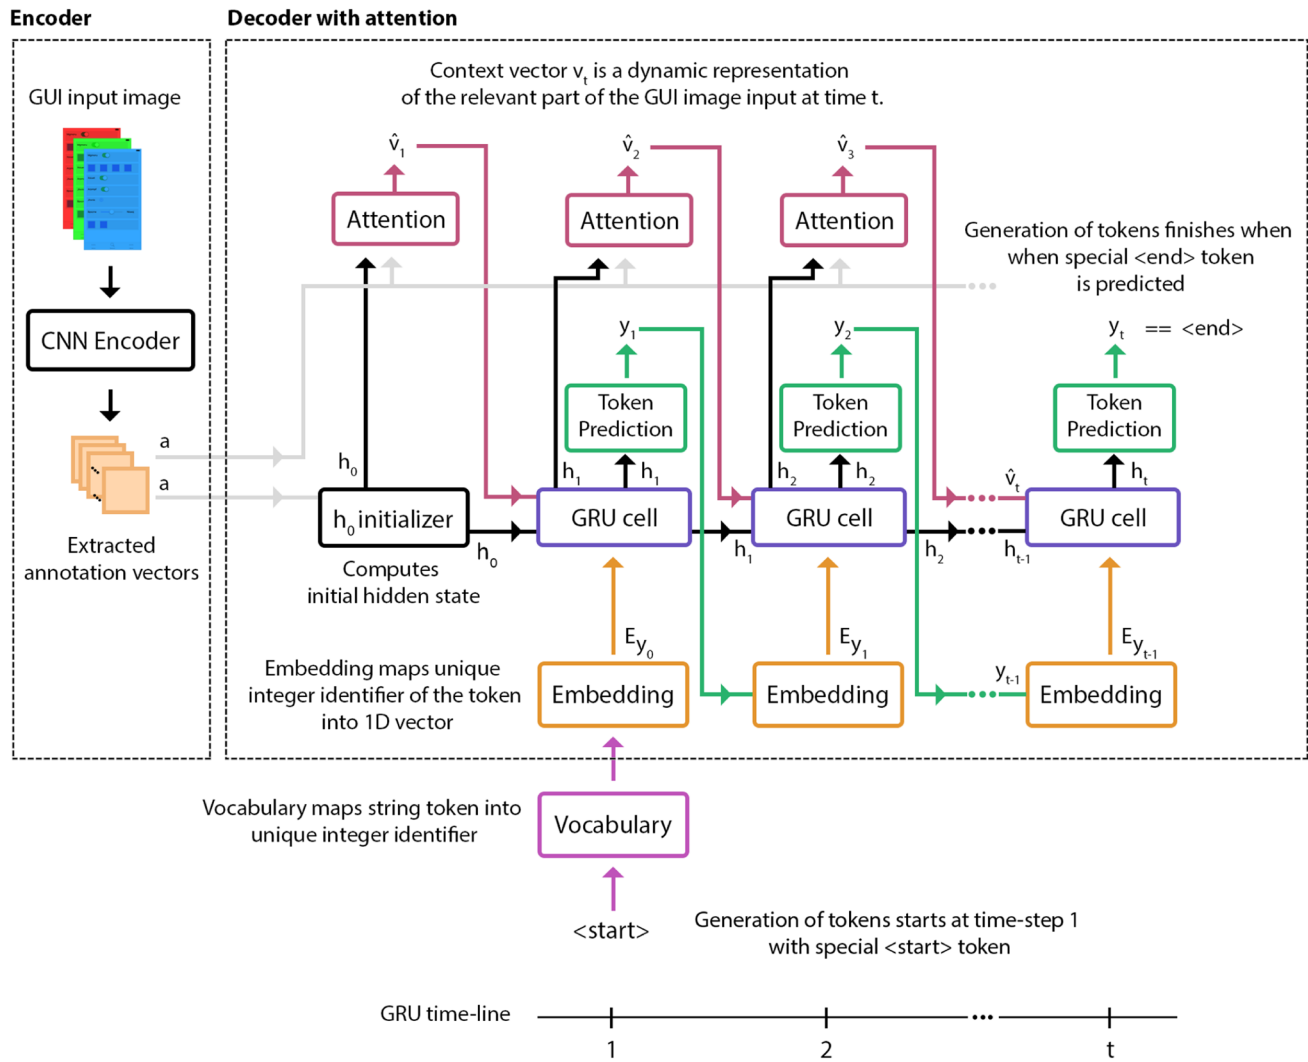 Encoder
Decoder with attention
GUI input image
CNN Encoder
a
a
Extracted
annotation vectors
Context vector v_t is a dynamic representation
of the relevant part of the GUI image input at time t.
v̂_1
v̂_2
v̂_3
Attention
Attention
Attention
Generation of tokens finishes when
when special <end> token
is predicted
y_1
y_2
y_t == <end>
Token
Prediction
Token
Prediction
Token
Prediction
h_0
h_1
h_1
h_2
h_2
v̂_t
h_t
h_0 initializer
GRU cell
GRU cell
GRU cell
h_0
h_1
h_2
h_t-1
Computes
initial hidden state
E_y_0
E_y_1
E_y_t-1
Embedding maps unique
integer identifier of the token
into 1D vector
Embedding
Embedding
y_t-1
Embedding
Vocabulary maps string token into
unique integer identifier
Vocabulary
<start>
Generation of tokens starts at time-step 1
with special <start> token
GRU time-line
1
2
...
t